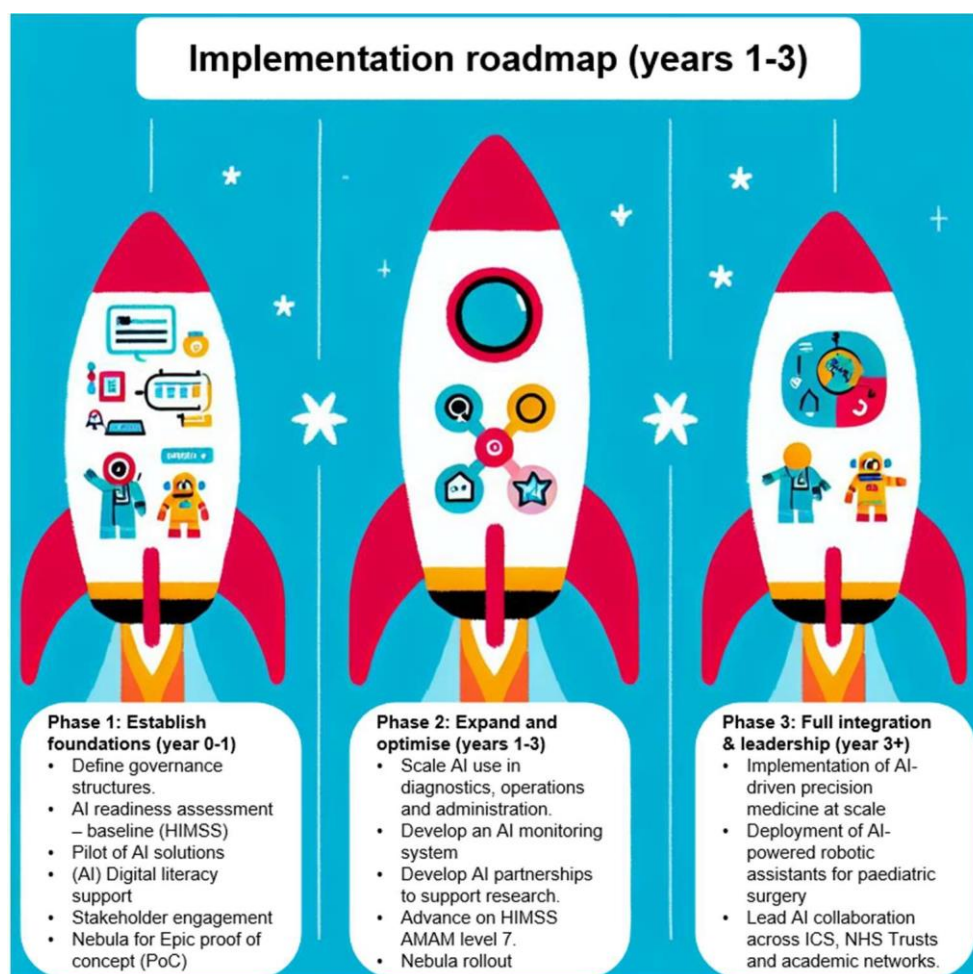 Implementation roadmap (years 1-3)
Phase 1: Establish
foundations (year 0-1)
• Define governance
structures.
• AI readiness assessment
– baseline (HIMSS)
• Pilot of AI solutions
• (AI) Digital literacy
support
• Stakeholder engagement
• Nebula for Epic proof of
concept (PoC)
Phase 2: Expand and
optimise (years 1-3)
• Scale AI use in
diagnostics, operations
and administration.
• Develop an AI monitoring
system
• Develop AI partnerships
to support research.
• Advance on HIMSS
AMAM level 7.
• Nebula rollout
Phase 3: Full integration
& leadership (year 3+)
• Implementation of AI-
driven precision
medicine at scale
• Deployment of AI-
powered robotic
assistants for paediatric
surgery
• Lead AI collaboration
across ICS, NHS Trusts
and academic networks.